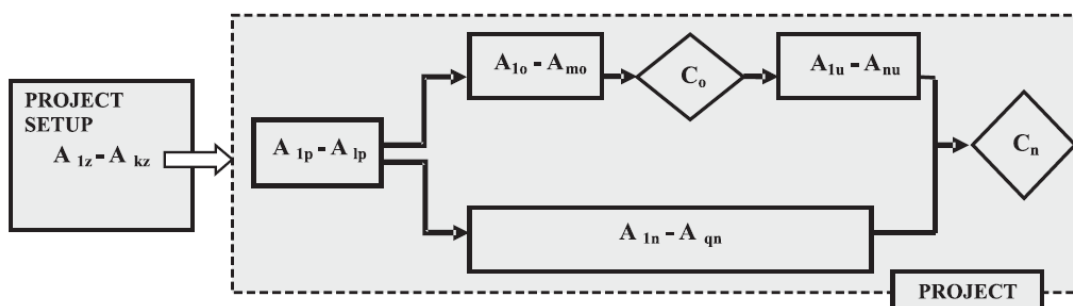 PROJECT
SETUP
A 1z - A kz
A 1p - A lp
A1o - Amo
Co
A1u - Anu
Cn
A 1n - A qn
PROJECT